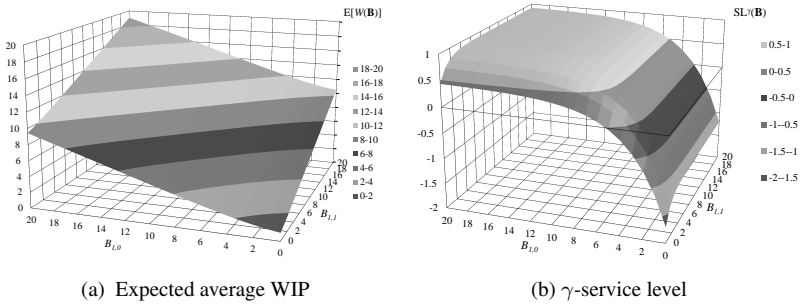 E[W(B)]
20
18
16
14
12
10
8
6
4
2
0
18-20
16-18
14-16
12-14
10-12
8-10
6-8
4-6
2-4
0-2
20 18 16 14 12 10 8 6 4 2 0
B1,0
0 2 4 6 8 10 12 14 16 18 20
B1,1
(a) Expected average WIP
SLγ(B)
1
0.5
0
-0.5
-1
-1.5
-2
0.5-1
0-0.5
-0.5-0
-1--0.5
-1.5--1
-2--1.5
20 18 16 14 12 10 8 6 4 2 0
B1,0
0 2 4 6 8 10 12 14 16 18 20
B1,1
(b) γ-service level